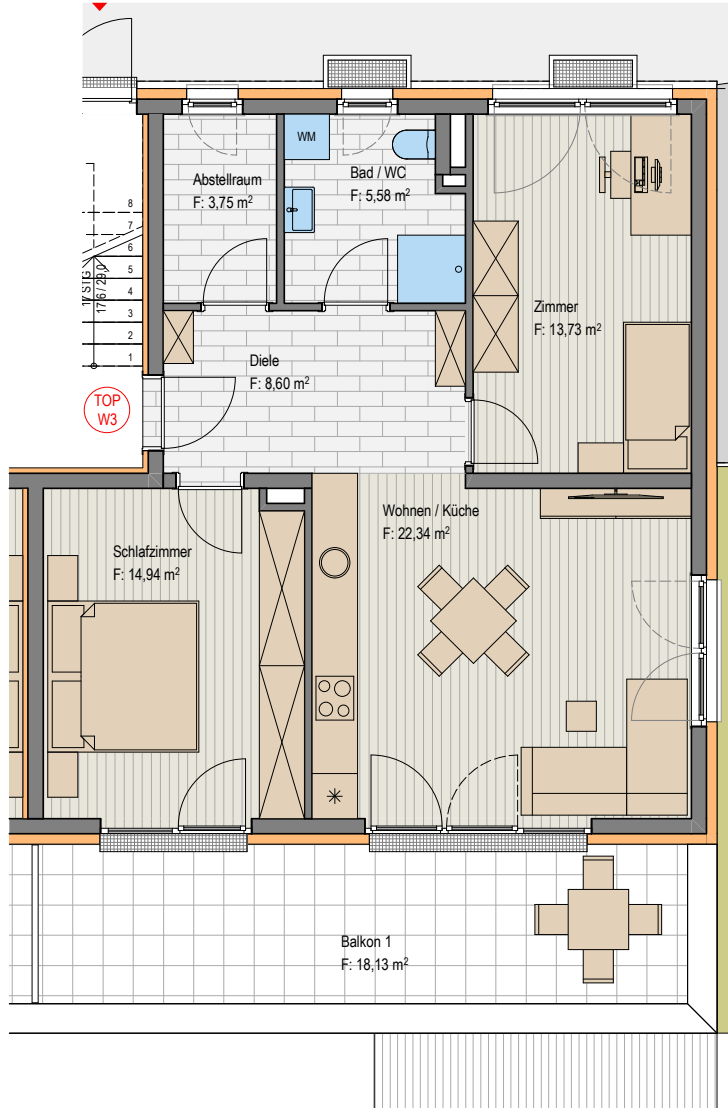 WM
Bad / WC
F: 5,58 m²
Abstellraum
F: 3,75 m²
8
7
6
5
4
3
2
1
17 STG
17,6 / 29,0
Zimmer
F: 13,73 m²
Diele
F: 8,60 m²
TOP
W3
Wohnen / Küche
F: 22,34 m²
Schlafzimmer
F: 14,94 m²
Balkon 1
F: 18,13 m²